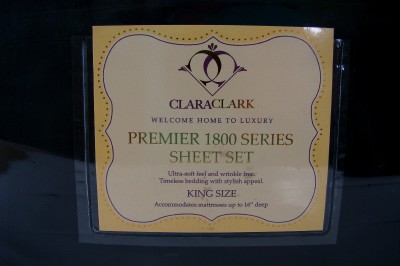 CLARACLARK
WELCOME HOME TO LUXURY
PREMIER 1800 SERIES
SHEET SET
Ultra-soft feel and wrinkle free.
Timeless bedding with stylish appeal.
KING SIZE
Accommodates mattresses up to 16" deep